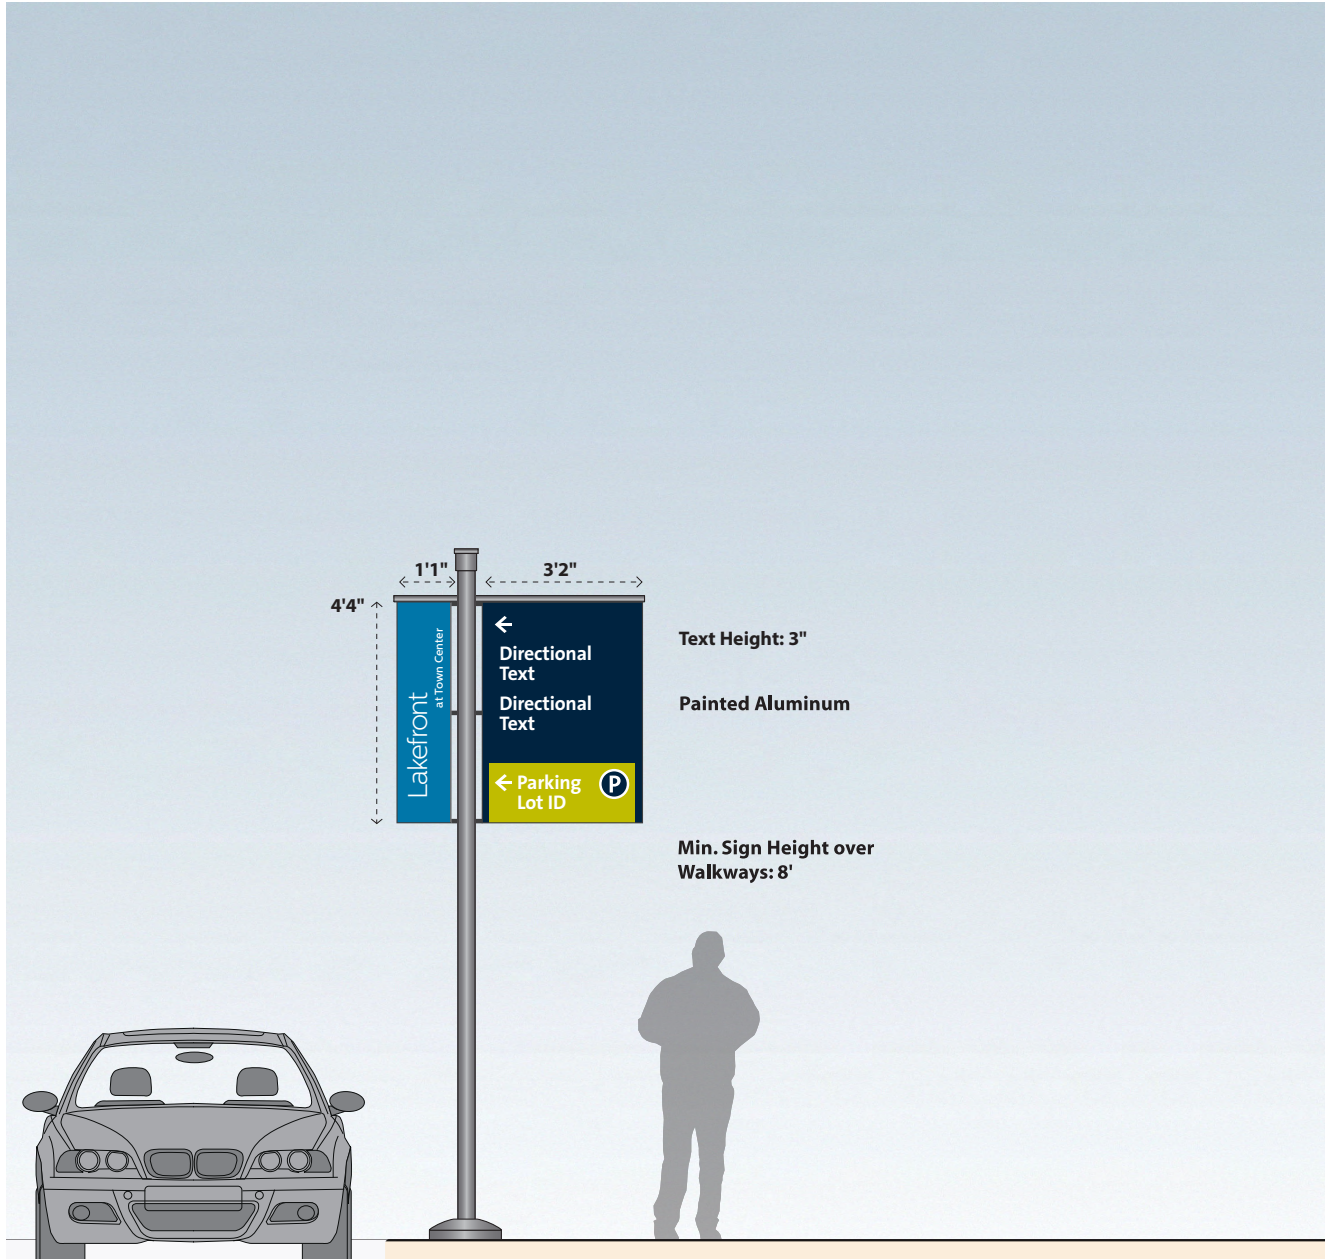 1'1"
3'2"
4'4"
Lakefront
at Town Center
←
Directional
Text
Directional
Text
← Parking
Lot ID
P
Text Height: 3"
Painted Aluminum
Min. Sign Height over
Walkways: 8'